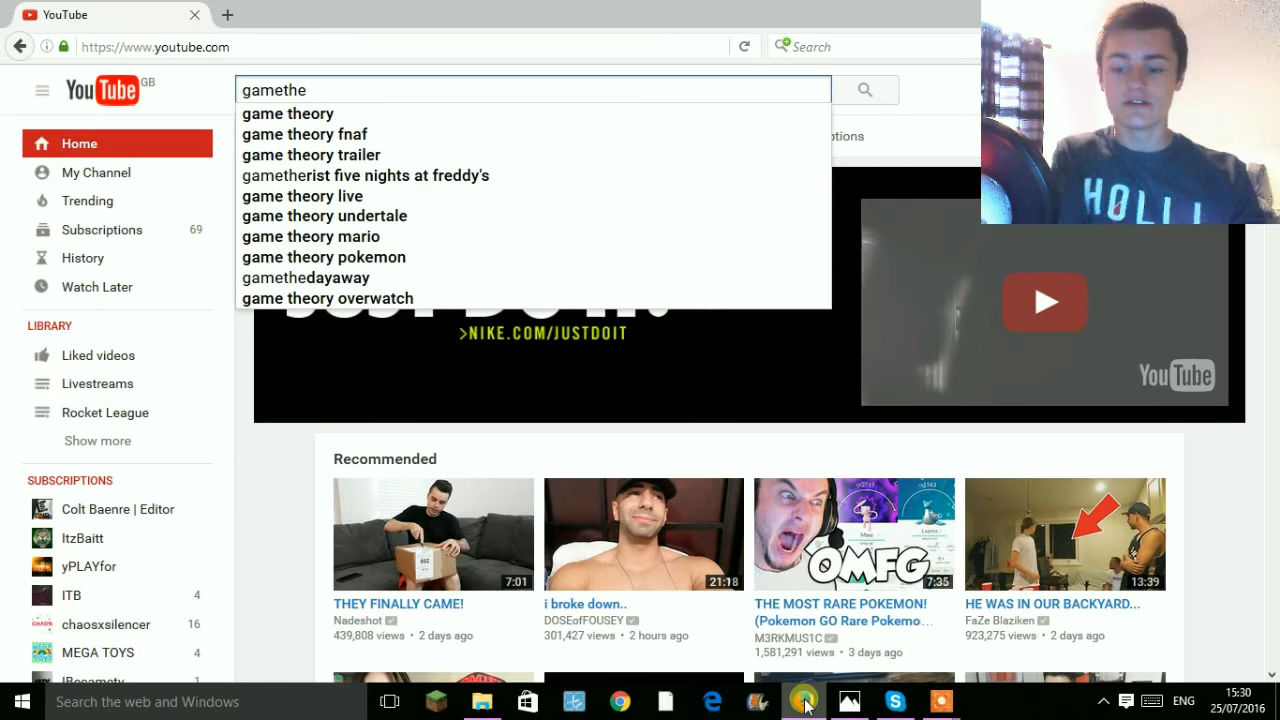 YouTube
https://www.youtube.com
Search
YouTube GB
gamethe
game theory
game theory fnaf
game theory trailer
gametherist five nights at freddy's
game theory live
game theory undertale
game theory mario
game theory pokemon
gamethedayaway
game theory overwatch
ptions
HOLLI
Home
My Channel
Trending
Subscriptions 69
History
Watch Later
LIBRARY
Liked videos
Livestreams
Rocket League
Show more
SUBSCRIPTIONS
Colt Baenre | Editor
ItzBaitt
yPLAYfor
ITB 4
chaosxsilencer 16
MEGA TOYS 4
>NIKE.COM/JUSTDOIT
YouTube
Recommended
7:01
21:18
OMFG
7:35
13:39
THEY FINALLY CAME!
Nadeshot
439,808 views • 2 days ago
i broke down..
DOSEofFOUSEY
301,427 views • 2 hours ago
THE MOST RARE POKEMON!
(Pokemon GO Rare Pokemo...
M3RKMUS1C
1,581,291 views • 3 days ago
HE WAS IN OUR BACKYARD...
FaZe Blaziken
923,275 views • 2 days ago
Search the web and Windows
ENG
15:30
25/07/2016